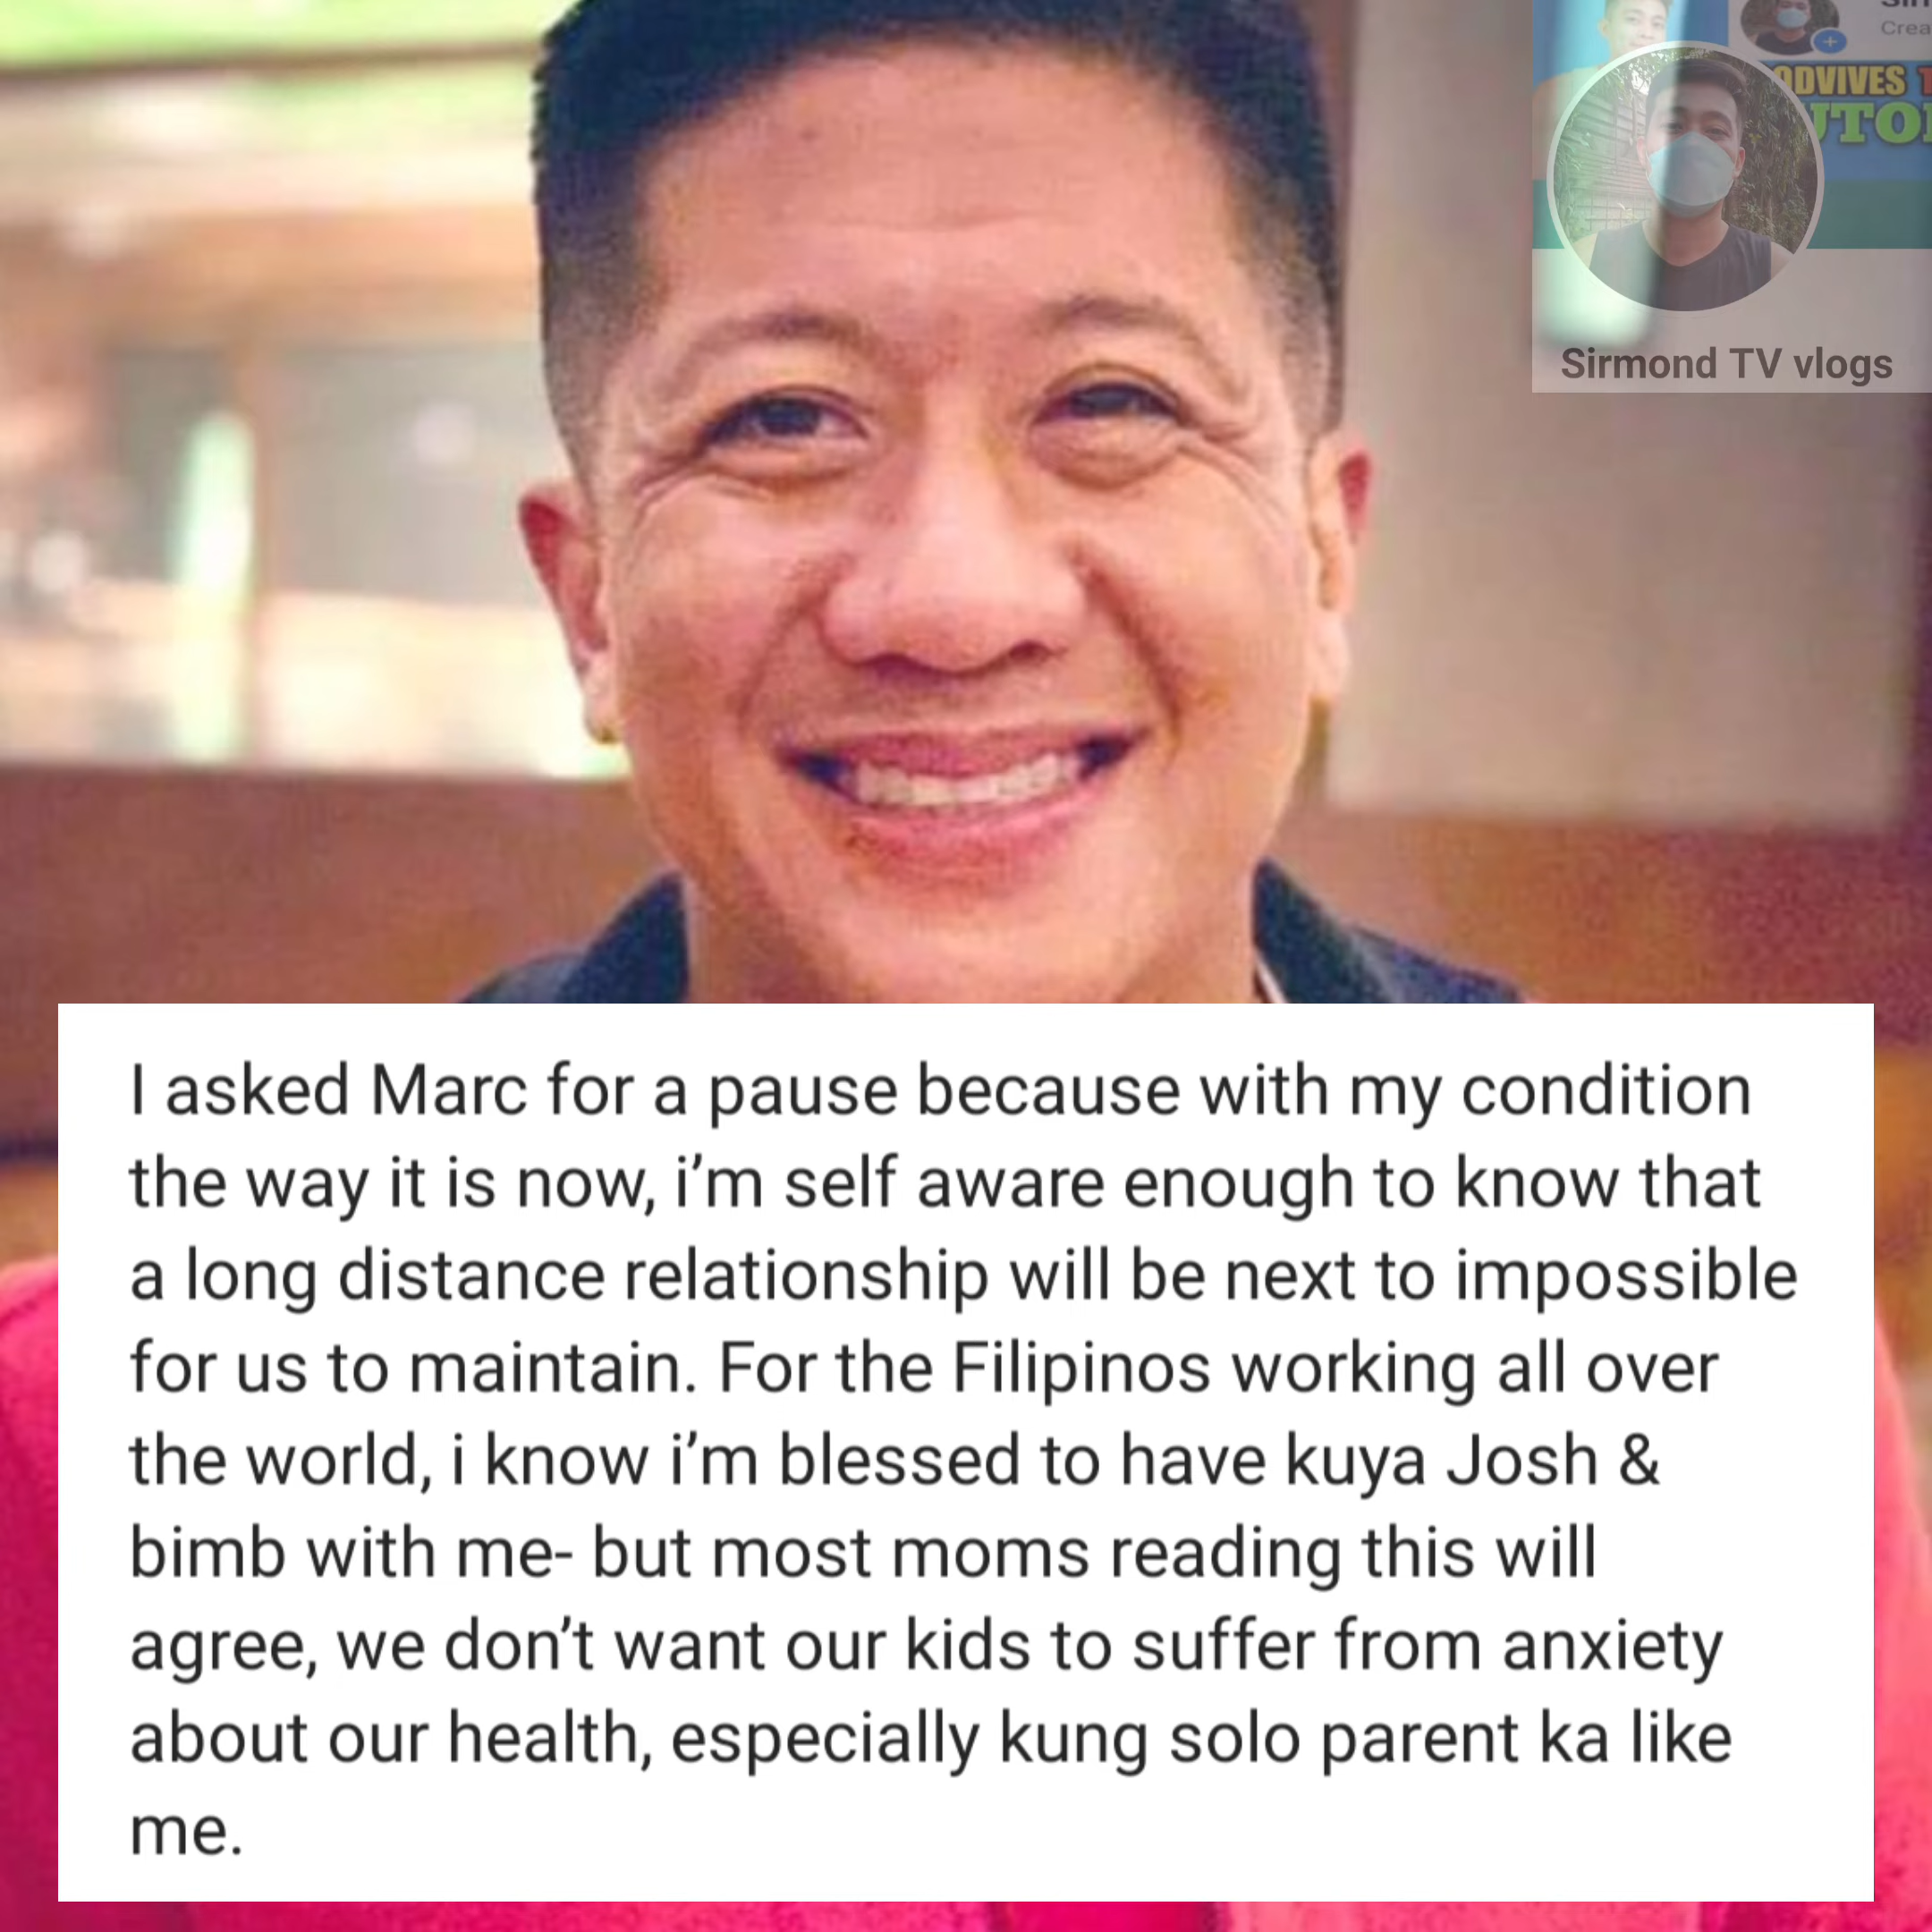 Crea
ODVIVES
UTO
Sirmond TV vlogs
I asked Marc for a pause because with my condition
the way it is now, i’m self aware enough to know that
a long distance relationship will be next to impossible
for us to maintain. For the Filipinos working all over
the world, i know i’m blessed to have kuya Josh &
bimb with me- but most moms reading this will
agree, we don’t want our kids to suffer from anxiety
about our health, especially kung solo parent ka like
me.